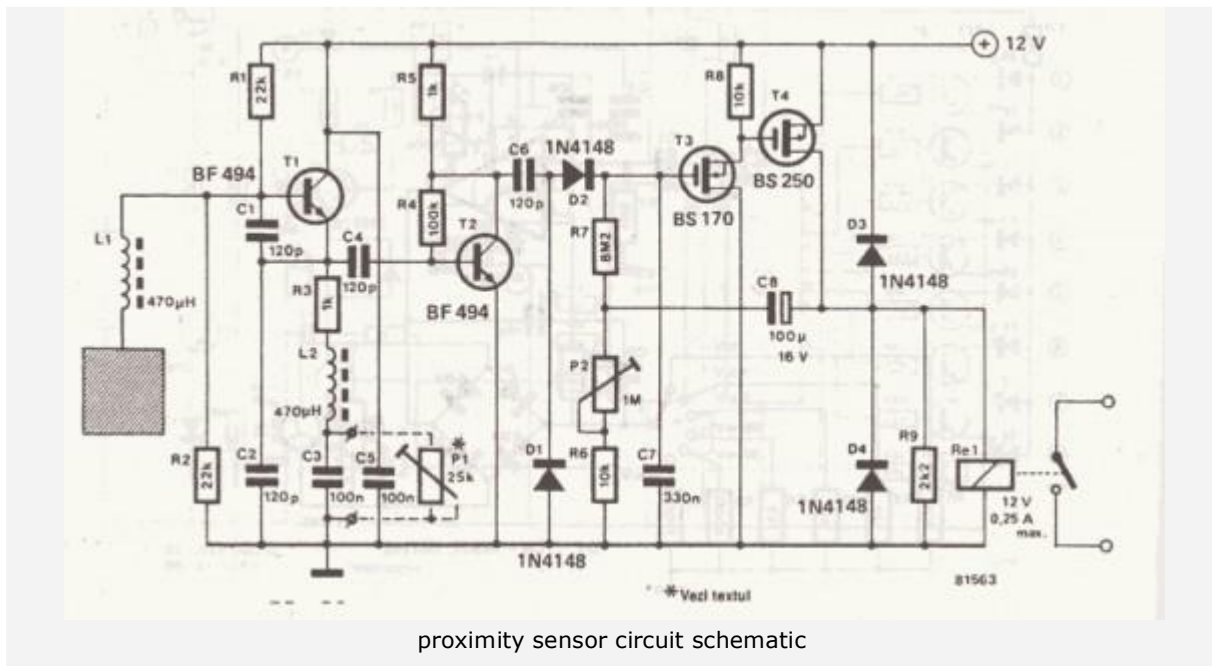 12 V
R1
22k
R5
1k
R8
10k
T4
BS 250
T1
BF 494
C6
120p
1N4148
D2
T3
BS 170
L1
470µH
C1
120p
R4
100k
T2
BF 494
C4
120p
R7
8M2
D3
1N4148
R3
1k
C8
100µ
16 V
L2
470µH
P2
1M
R2
22k
C2
120p
C3
100n
C5
100n
P1*
25k
D1
1N4148
R6
10k
C7
330n
D4
1N4148
R9
2k2
Re1
12 V
0,25 A
max.
81563
*Vezi textul
proximity sensor circuit schematic